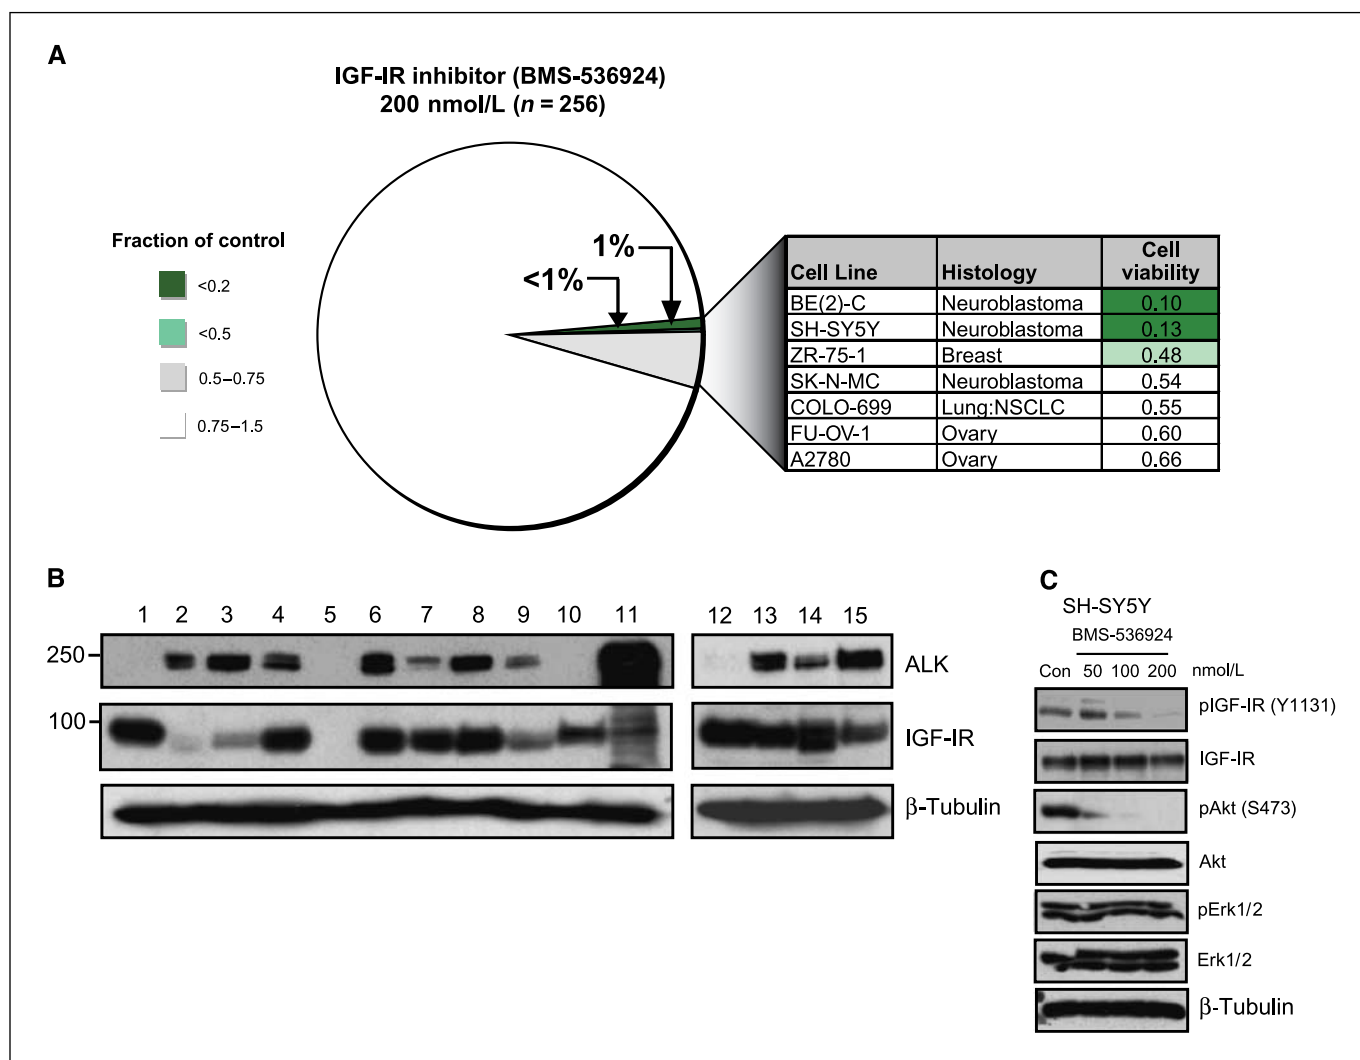 A
IGF-IR inhibitor (BMS-536924)
200 nmol/L (n = 256)
Fraction of control
<0.2
<0.5
0.5–0.75
0.75–1.5
1%
<1%
Cell Line Histology Cell viability
BE(2)-C Neuroblastoma 0.10
SH-SY5Y Neuroblastoma 0.13
ZR-75-1 Breast 0.48
SK-N-MC Neuroblastoma 0.54
COLO-699 Lung:NSCLC 0.55
FU-OV-1 Ovary 0.60
A2780 Ovary 0.66
B
1 2 3 4 5 6 7 8 9 10 11 12 13 14 15
250
ALK
100
IGF-IR
β-Tubulin
C
SH-SY5Y
BMS-536924
Con 50 100 200 nmol/L
pIGF-IR (Y1131)
IGF-IR
pAkt (S473)
Akt
pErk1/2
Erk1/2
β-Tubulin